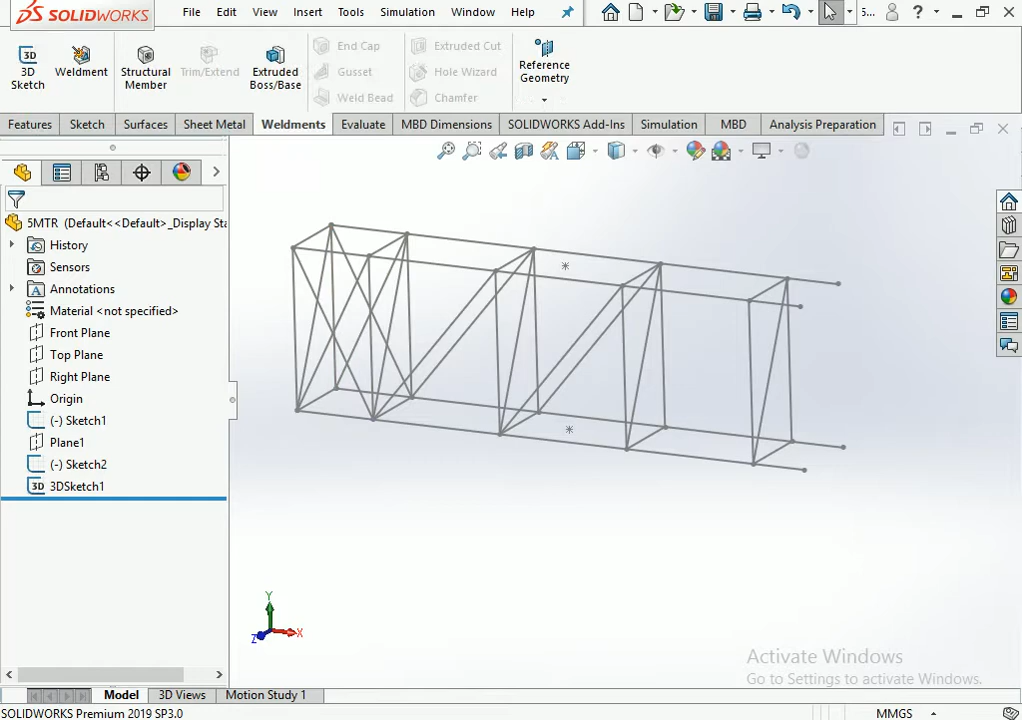 SOLIDWORKS File Edit View Insert Tools Simulation Window Help 5... ?
3D Sketch Weldment Structural Member Trim/Extend Extruded Boss/Base End Cap Gusset Weld Bead Extruded Cut Hole Wizard Chamfer Reference Geometry
Features Sketch Surfaces Sheet Metal Weldments Evaluate MBD Dimensions SOLIDWORKS Add-Ins Simulation MBD Analysis Preparation
5MTR (Default<<Default>_Display Sta
History
Sensors
Annotations
Material <not specified>
Front Plane
Top Plane
Right Plane
Origin
(-) Sketch1
Plane1
(-) Sketch2
3D 3DSketch1
Y
Z X
Activate Windows
Go to Settings to activate Windows.
Model 3D Views Motion Study 1
SOLIDWORKS Premium 2019 SP3.0 MMGS